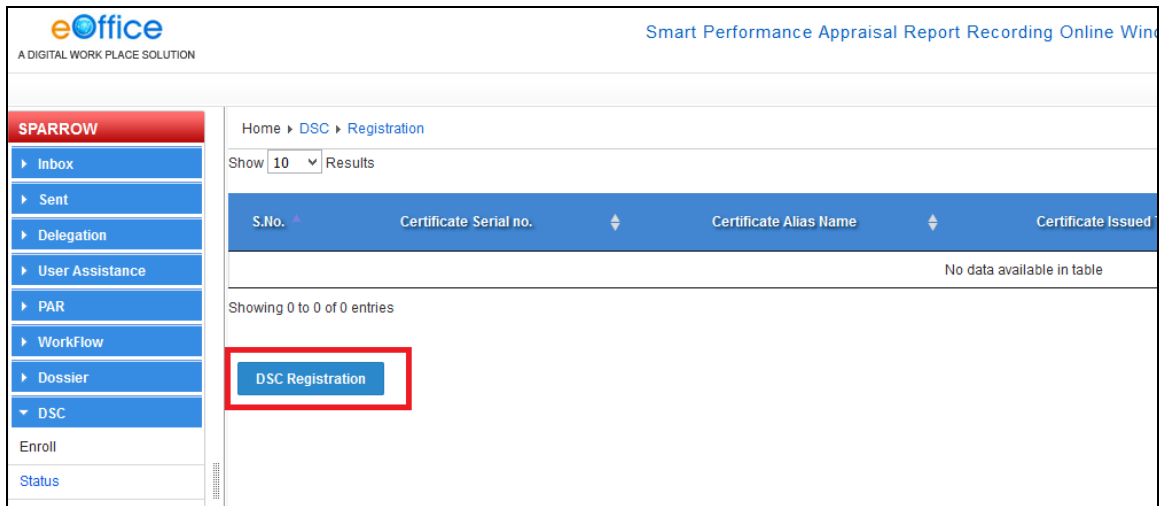 eOffice
A DIGITAL WORK PLACE SOLUTION
Smart Performance Appraisal Report Recording Online Wind
SPARROW
Inbox
Sent
Delegation
User Assistance
PAR
WorkFlow
Dossier
DSC
Enroll
Status
Home DSC Registration
Show 10 Results
S.No. Certificate Serial no. Certificate Alias Name Certificate Issued T
No data available in table
Showing 0 to 0 of 0 entries
DSC Registration